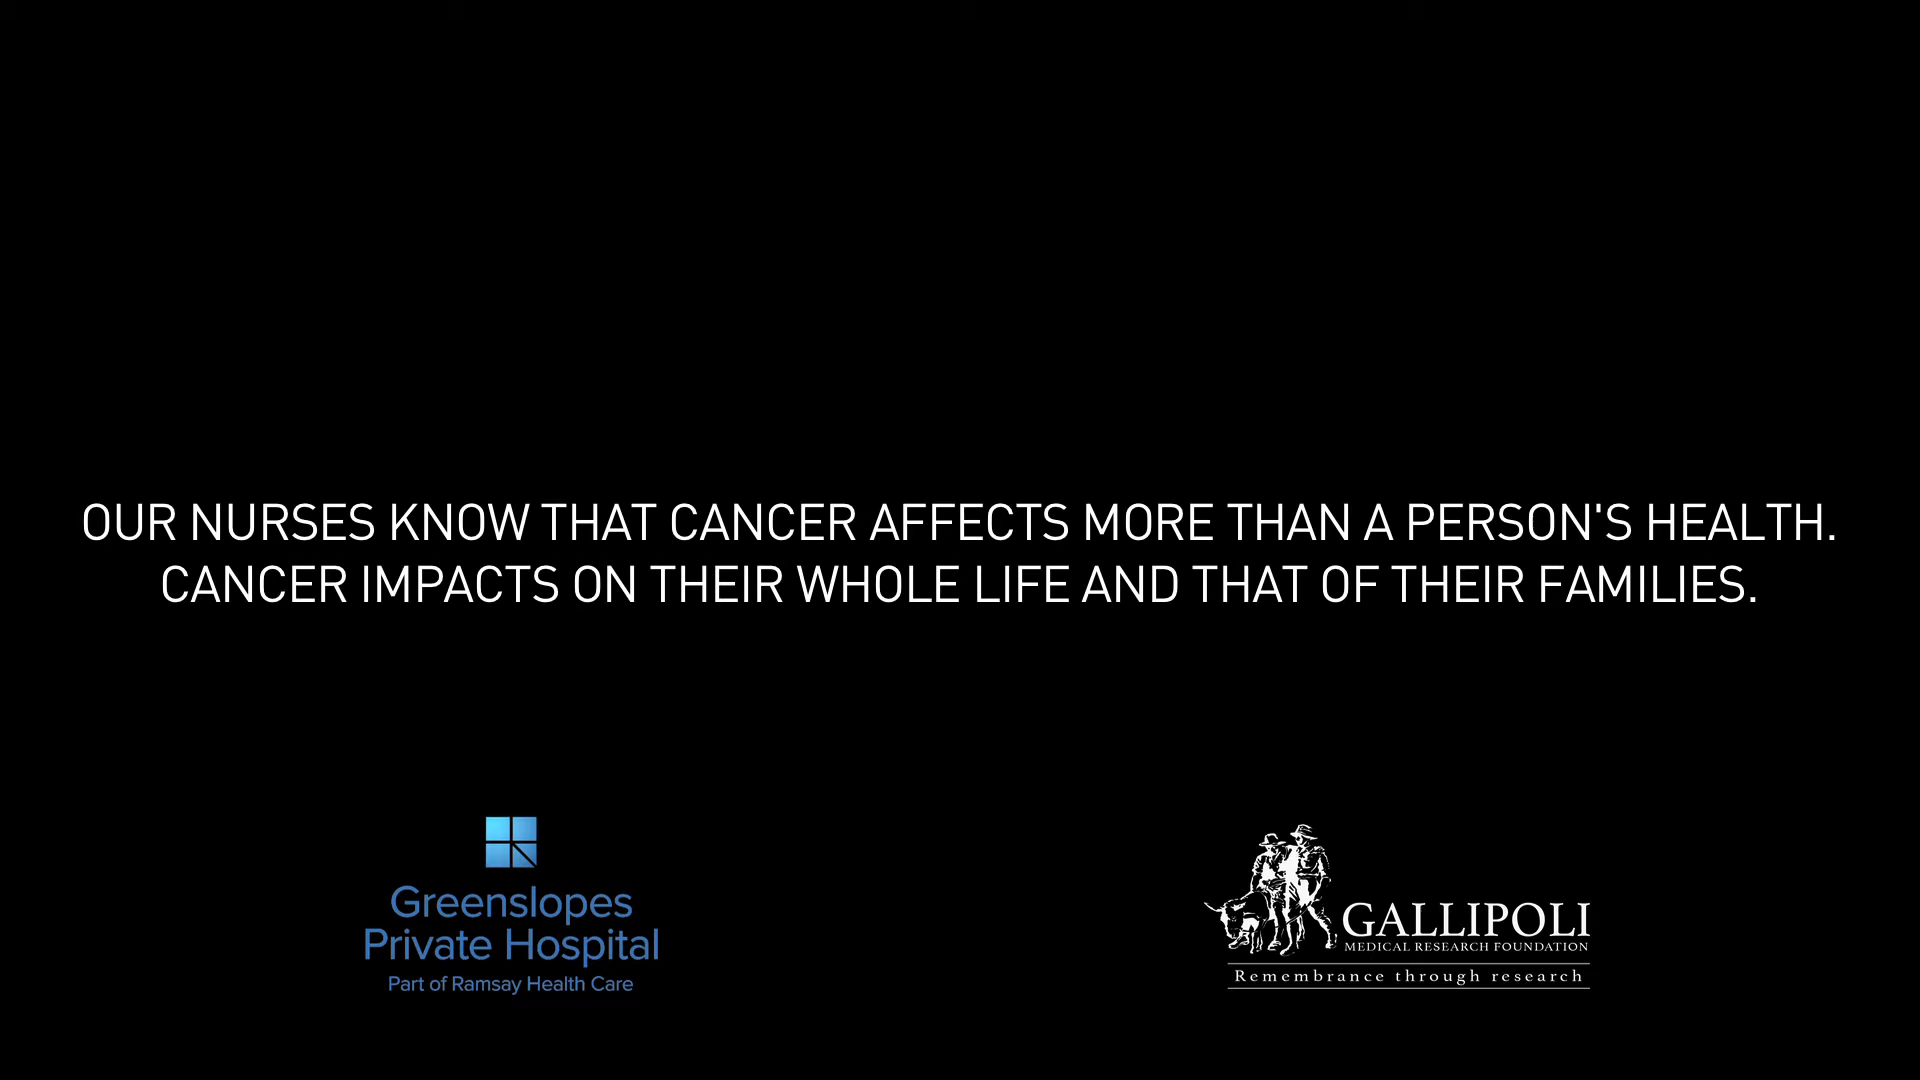 OUR NURSES KNOW THAT CANCER AFFECTS MORE THAN A PERSON'S HEALTH.
CANCER IMPACTS ON THEIR WHOLE LIFE AND THAT OF THEIR FAMILIES.
Greenslopes
Private Hospital
Part of Ramsay Health Care
GALLIPOLI
MEDICAL RESEARCH FOUNDATION
Remembrance through research